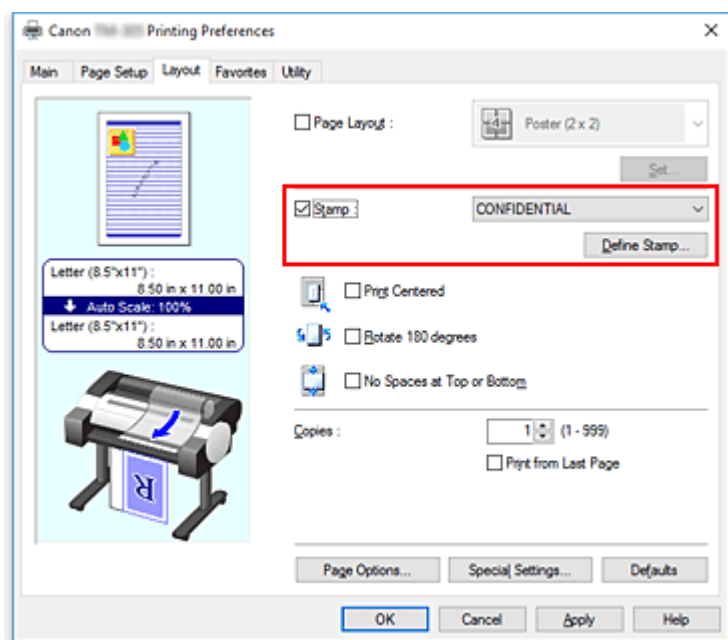 Canon Printing Preferences
Main Page Setup Layout Favorites Utility
Page Layout : 4 Poster (2 x 2)
Set...
Stamp : CONFIDENTIAL
Define Stamp...
Letter (8.5"x11") :
8.50 in x 11.00 in
Auto Scale: 100%
Letter (8.5"x11") :
8.50 in x 11.00 in
Print Centered
Rotate 180 degrees
No Spaces at Top or Bottom
Copies : 1 (1 - 999)
Print from Last Page
R
Page Options... Special Settings... Defaults
OK Cancel Apply Help